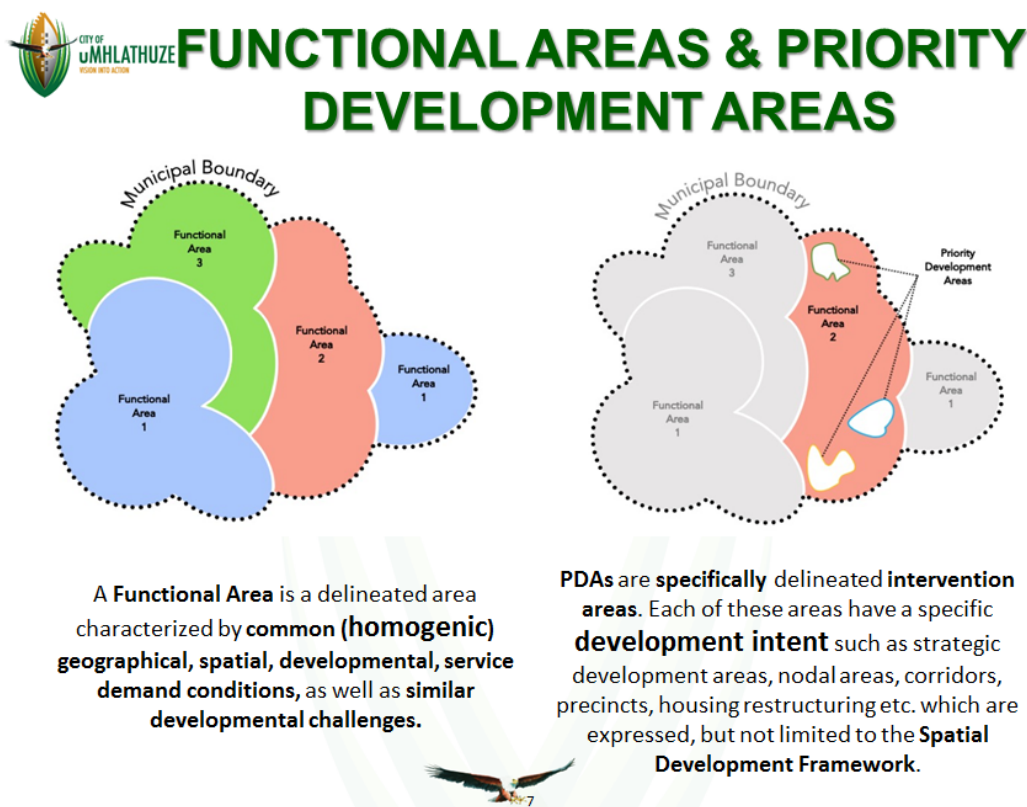 CITY OF
uMHLATHUZE
VISION INTO ACTION
FUNCTIONAL AREAS & PRIORITY
DEVELOPMENT AREAS
Municipal Boundary
Functional
Area
3
Functional
Area
2
Functional
Area
1
Functional
Area
1
Municipal Boundary
Functional
Area
3
Priority
Development
Areas
Functional
Area
2
Functional
Area
1
Functional
Area
1
A Functional Area is a delineated area
characterized by common (homogenic)
geographical, spatial, developmental, service
demand conditions, as well as similar
developmental challenges.
PDAs are specifically delineated intervention
areas. Each of these areas have a specific
development intent such as strategic
development areas, nodal areas, corridors,
precincts, housing restructuring etc. which are
expressed, but not limited to the Spatial
Development Framework.
7